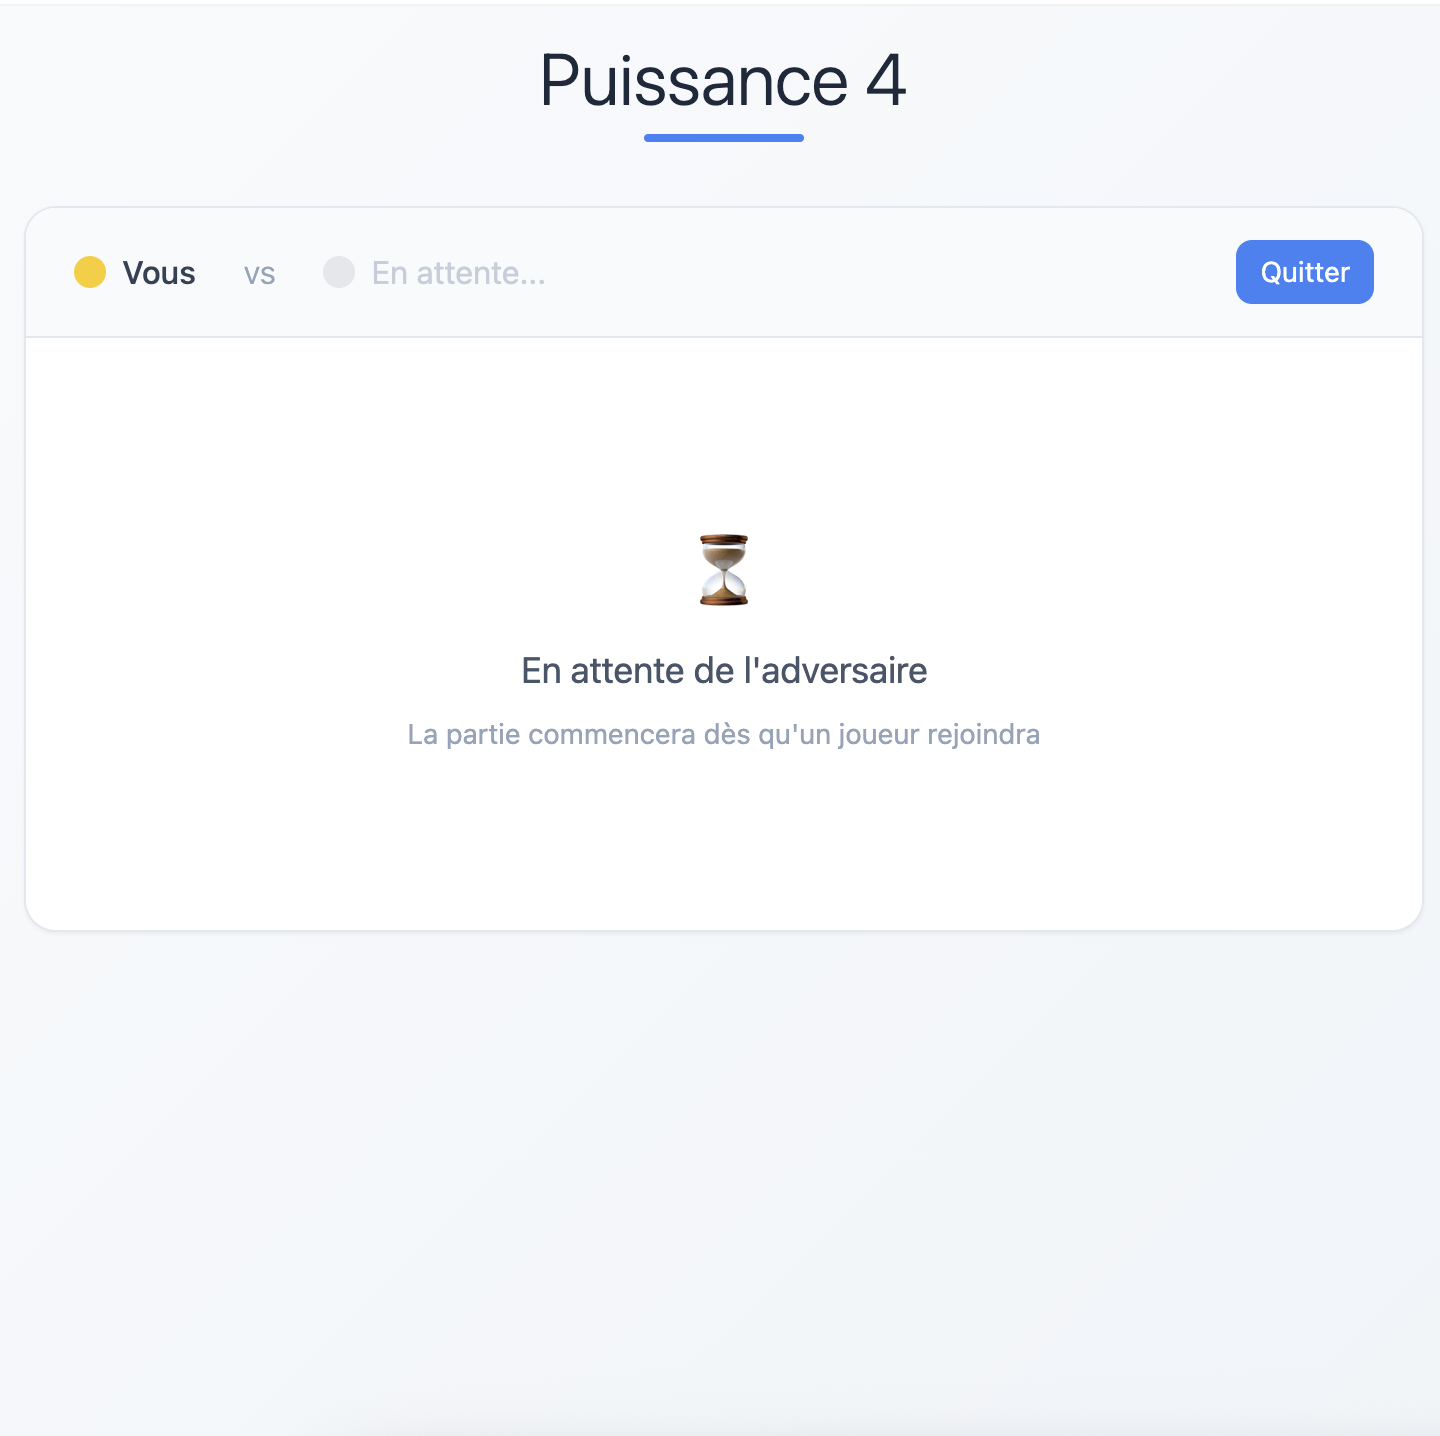 Puissance 4
Vous vs En attente...
Quitter
En attente de l'adversaire
La partie commencera dès qu'un joueur rejoindra